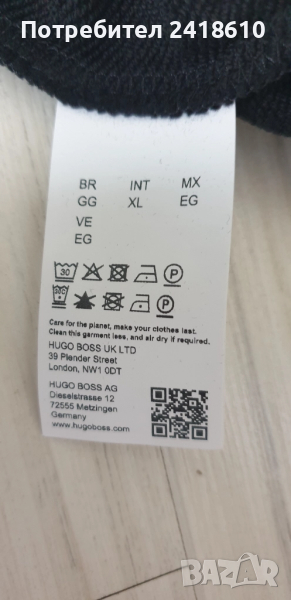 Потребител 2418610
BR INT MX
GG XL EG
VE
EG
30 P
30°C P
Care for the planet, make your clothes last.
Clean this garment less, and air dry if required.
HUGO BOSS UK LTD
39 Plender Street
London, NW1 0DT
HUGO BOSS AG
Dieselstrasse 12
72555 Metzingen
Germany
www.hugoboss.com
BAZAR